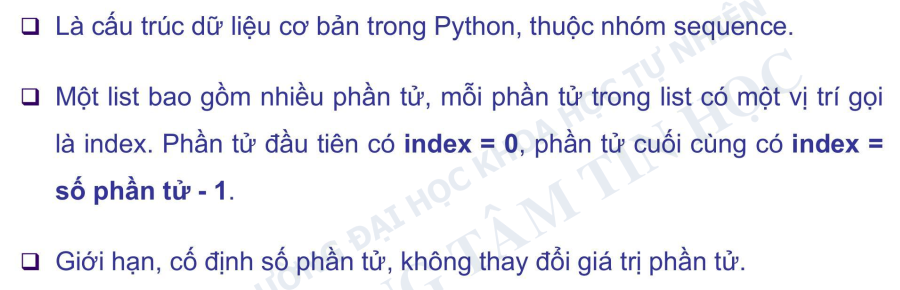 ❑ Là cấu trúc dữ liệu cơ bản trong Python, thuộc nhóm sequence.
❑ Một list bao gồm nhiều phần tử, mỗi phần tử trong list có một vị trí gọi
là index. Phần tử đầu tiên có index = 0, phần tử cuối cùng có index =
số phần tử - 1.
❑ Giới hạn, cố định số phần tử, không thay đổi giá trị phần tử.
ĐẠI HỌC KHOA HỌC TỰ NHIÊN
TÂM TIN HỌC